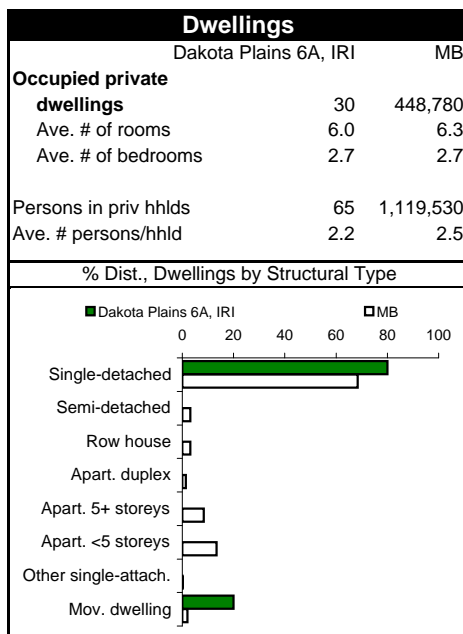 Dwellings
Dakota Plains 6A, IRI MB
Occupied private
dwellings 30 448,780
Ave. # of rooms 6.0 6.3
Ave. # of bedrooms 2.7 2.7
Persons in priv hhlds 65 1,119,530
Ave. # persons/hhld 2.2 2.5
% Dist., Dwellings by Structural Type
Dakota Plains 6A, IRI MB
0 20 40 60 80 100
Single-detached
Semi-detached
Row house
Apart. duplex
Apart. 5+ storeys
Apart. <5 storeys
Other single-attach.
Mov. dwelling